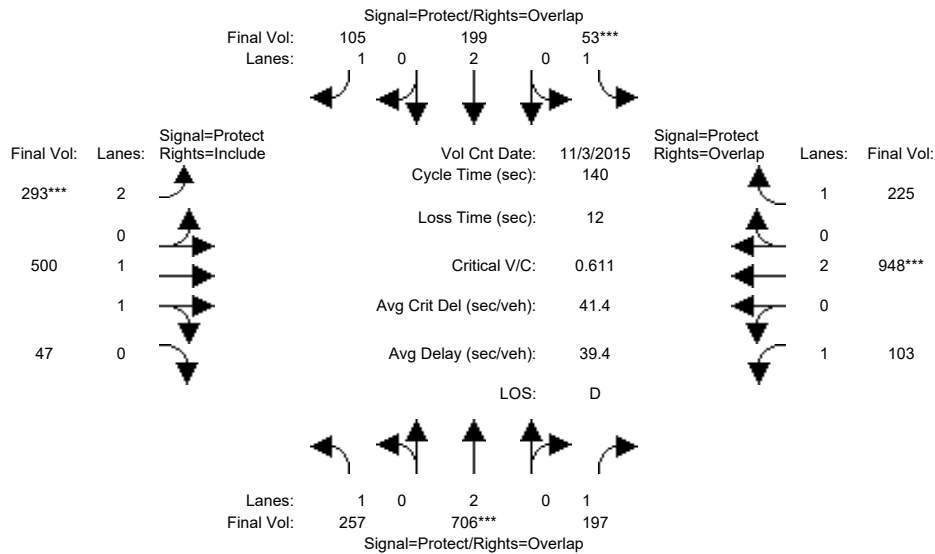 Signal=Protect/Rights=Overlap
Final Vol: 105 199 53***
Lanes: 1 0 2 0 1
Signal=Protect Signal=Protect
Final Vol: Lanes: Rights=Include Vol Cnt Date: 11/3/2015 Rights=Overlap Lanes: Final Vol:
Cycle Time (sec): 140
293*** 2 1 225
Loss Time (sec): 12
0 0
500 1 Critical V/C: 0.611 2 948***
1 Avg Crit Del (sec/veh): 41.4 0
47 0 Avg Delay (sec/veh): 39.4 1 103
LOS: D
Lanes: 1 0 2 0 1
Final Vol: 257 706*** 197
Signal=Protect/Rights=Overlap